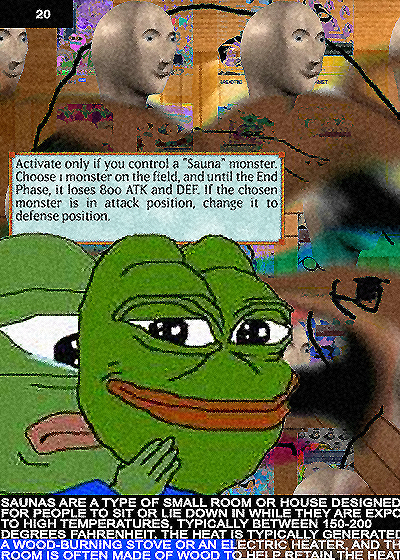 20
Activate only if you control a "Sauna" monster.
Choose 1 monster on the field, and until the End
Phase, it loses 800 ATK and DEF. If the chosen
monster is in attack position, change it to
defense position.
SAUNAS ARE A TYPE OF SMALL ROOM OR HOUSE DESIGNED
FOR PEOPLE TO SIT OR LIE DOWN IN WHILE THEY ARE EXPO
TO HIGH TEMPERATURES, TYPICALLY BETWEEN 150-200
DEGREES FAHRENHEIT. THE HEAT IS TYPICALLY GENERATED
A WOOD-BURNING STOVE OR AN ELECTRIC HEATER, AND TH
ROOM IS OFTEN MADE OF WOOD TO HELP RETAIN THE HEAT